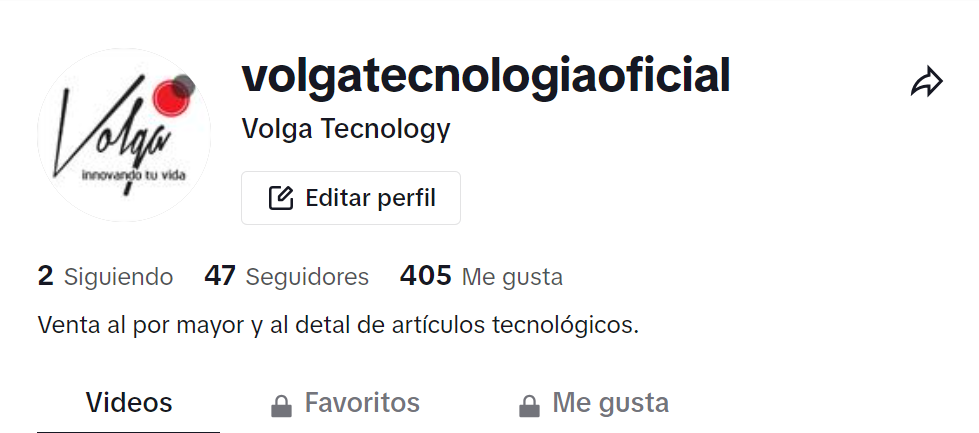 volgatecnologiaoficial
Volga Tecnology
Volga
innovando tu vida
Editar perfil
2 Siguiendo 47 Seguidores 405 Me gusta
Venta al por mayor y al detal de artículos tecnológicos.
Videos Favoritos Me gusta